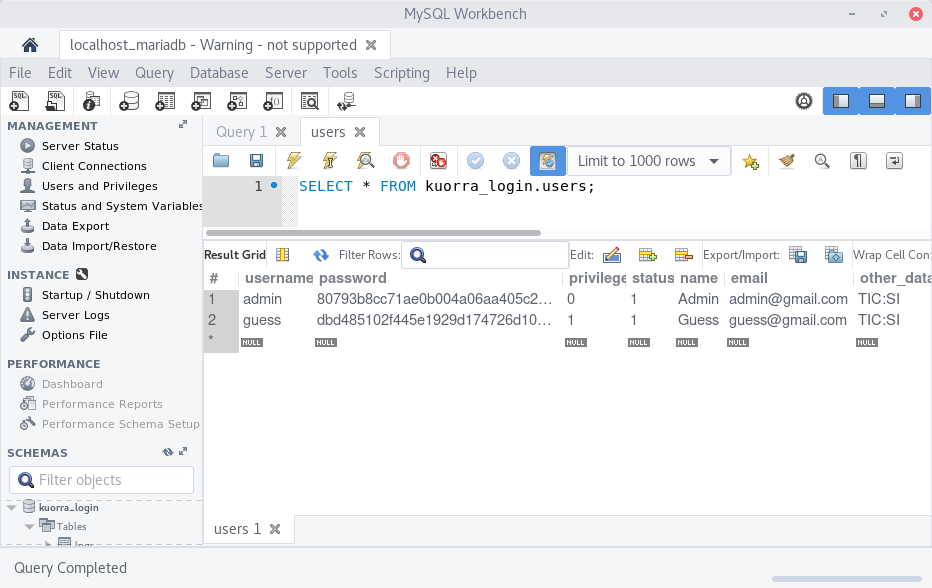 MySQL Workbench
localhost_mariadb - Warning - not supported
File Edit View Query Database Server Tools Scripting Help
MANAGEMENT
Server Status
Client Connections
Users and Privileges
Status and System Variables
Data Export
Data Import/Restore
INSTANCE
Startup / Shutdown
Server Logs
Options File
PERFORMANCE
Dashboard
Performance Reports
Performance Schema Setup
SCHEMAS
Filter objects
kuorra_login
Tables
logs
Query 1 users
Limit to 1000 rows
1 SELECT * FROM kuorra_login.users;
Result Grid Filter Rows: Edit: Export/Import: Wrap Cell Con
# username password privilege status name email other_data
1 admin 80793b8cc71ae0b004a06aa405c2... 0 1 Admin admin@gmail.com TIC:SI
2 guess dbd485102f445e1929d174726d10... 1 1 Guess guess@gmail.com TIC:SI
* NULL NULL NULL NULL NULL NULL NULL
users 1
Query Completed